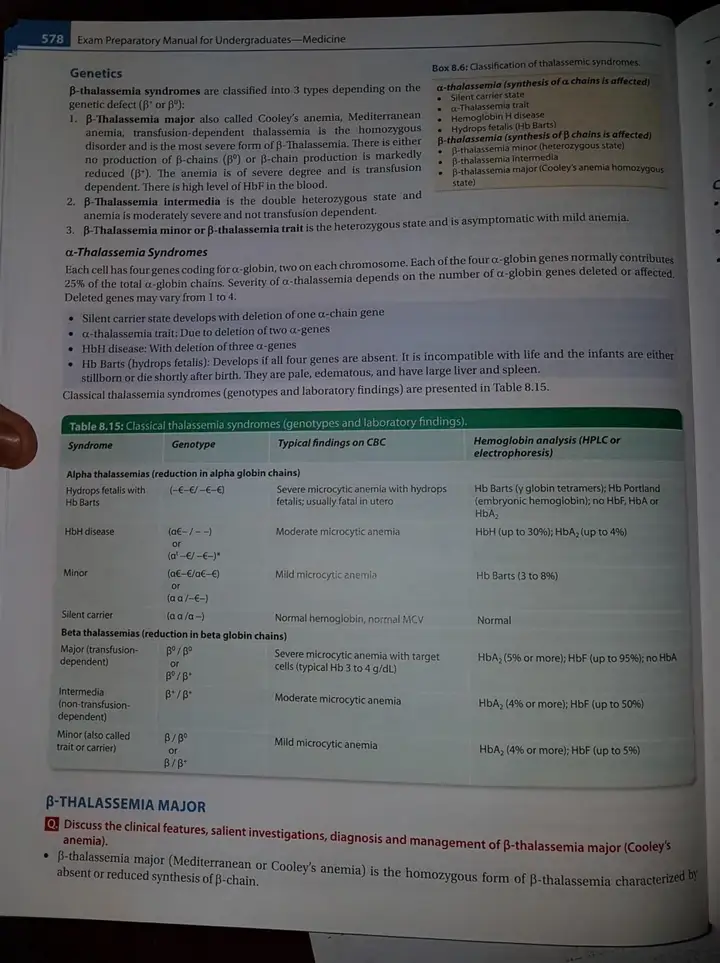 578 Exam Preparatory Manual for Undergraduates—Medicine
Genetics
β-thalassemia syndromes are classified into 3 types depending on the
genetic defect (β⁺ or β⁰):
1. β-Thalassemia major also called Cooley's anemia, Mediterranean
anemia, transfusion-dependent thalassemia is the homozygous
disorder and is the most severe form of β-Thalassemia. There is either
no production of β-chains (β⁰) or β-chain production is markedly
reduced (β⁺). The anemia is of severe degree and is transfusion
dependent. There is high level of HbF in the blood.
2. β-Thalassemia intermedia is the double heterozygous state and
anemia is moderately severe and not transfusion dependent.
3. β-Thalassemia minor or β-thalassemia trait is the heterozygous state and is asymptomatic with mild anemia.
Box 8.6: Classification of thalassemic syndromes.
α-thalassemia (synthesis of α chains is affected)
• Silent carrier state
• α-Thalassemia trait
• Hemoglobin H disease
• Hydrops fetalis (Hb Barts)
β-thalassemia (synthesis of β chains is affected)
• β-thalassemia minor (heterozygous state)
• β-thalassemia intermedia
• β-thalassemia major (Cooley's anemia homozygous
state)
α-Thalassemia Syndromes
Each cell has four genes coding for α-globin, two on each chromosome. Each of the four α-globin genes normally contributes
25% of the total α-globin chains. Severity of α-thalassemia depends on the number of α-globin genes deleted or affected.
Deleted genes may vary from 1 to 4.
• Silent carrier state develops with deletion of one α-chain gene
• α-thalassemia trait: Due to deletion of two α-genes
• HbH disease: With deletion of three α-genes
• Hb Barts (hydrops fetalis): Develops if all four genes are absent. It is incompatible with life and the infants are either
stillborn or die shortly after birth. They are pale, edematous, and have large liver and spleen.
Classical thalassemia syndromes (genotypes and laboratory findings) are presented in Table 8.15.
Table 8.15: Classical thalassemia syndromes (genotypes and laboratory findings).
Syndrome Genotype Typical findings on CBC Hemoglobin analysis (HPLC or
electrophoresis)
Alpha thalassemias (reduction in alpha globin chains)
Hydrops fetalis with (–€–€/ –€–€) Severe microcytic anemia with hydrops Hb Barts (γ globin tetramers); Hb Portland
Hb Barts fetalis; usually fatal in utero (embryonic hemoglobin); no HbF, HbA or
HbA₂
HbH disease (α€– / – –) Moderate microcytic anemia HbH (up to 30%); HbA₂ (up to 4%)
or
(αᵗ –€/ –€–)*
Minor (α€–€/α€–€) Mild microcytic anemia Hb Barts (3 to 8%)
or
(α α /–€–)
Silent carrier (α α /α –) Normal hemoglobin, normal MCV Normal
Beta thalassemias (reduction in beta globin chains)
Major (transfusion- β⁰ / β⁰ Severe microcytic anemia with target HbA₂ (5% or more); HbF (up to 95%); no HbA
dependent) or cells (typical Hb 3 to 4 g/dL)
β⁰ / β⁺
Intermedia β⁺ / β⁺ Moderate microcytic anemia HbA₂ (4% or more); HbF (up to 50%)
(non-transfusion-
dependent)
Minor (also called β / β⁰ Mild microcytic anemia HbA₂ (4% or more); HbF (up to 5%)
trait or carrier) or
β / β⁺
β-THALASSEMIA MAJOR
Q. Discuss the clinical features, salient investigations, diagnosis and management of β-thalassemia major (Cooley's
anemia).
• β-thalassemia major (Mediterranean or Cooley's anemia) is the homozygous form of β-thalassemia characterized by
absent or reduced synthesis of β-chain.